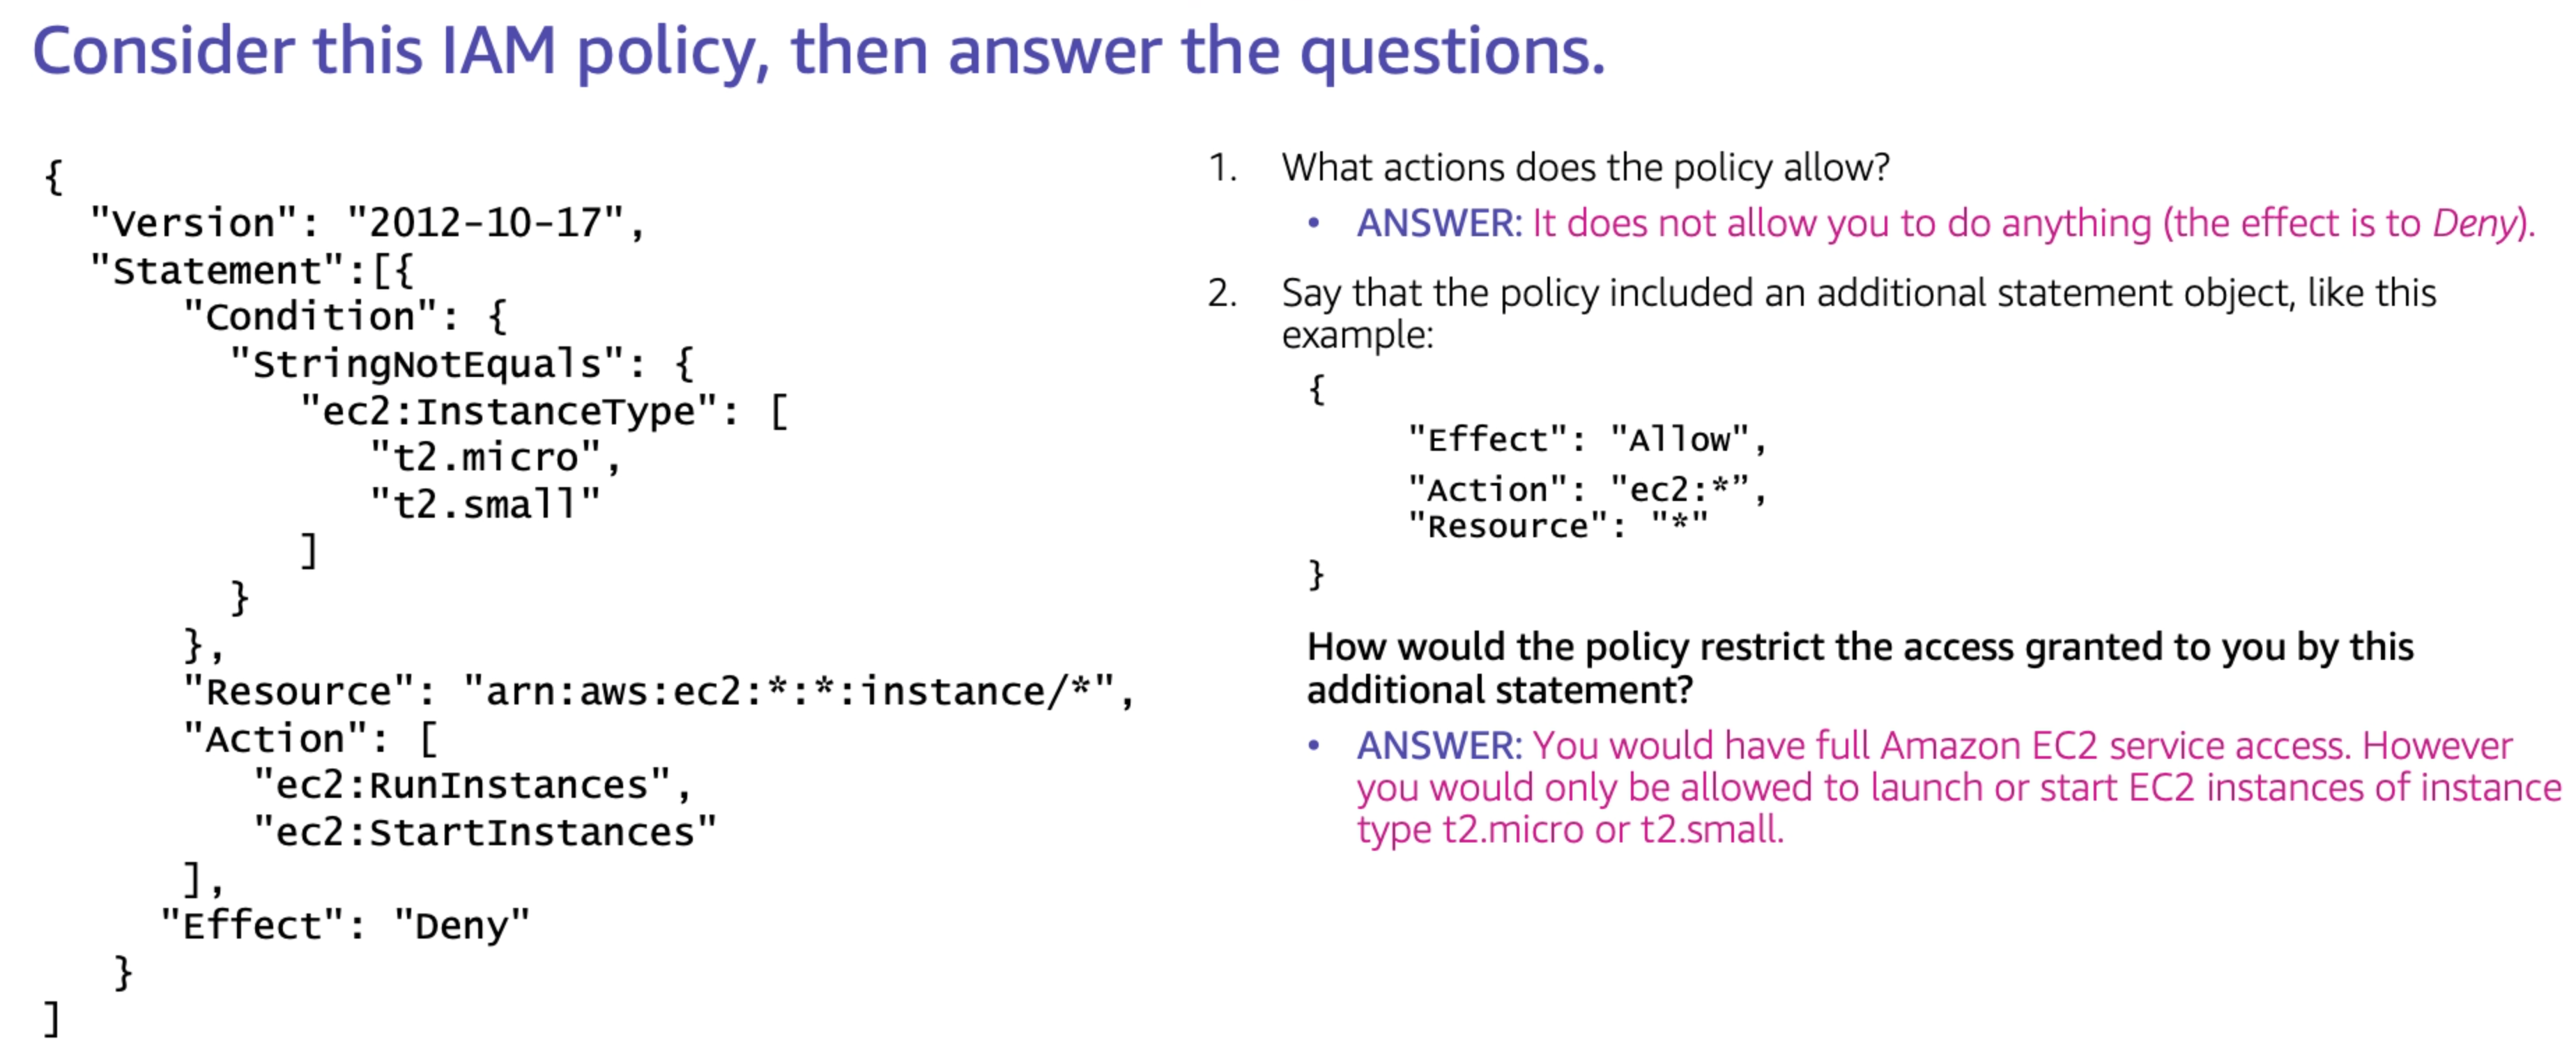 Consider this IAM policy, then answer the questions.
{
"Version": "2012-10-17",
"Statement":[{
"Condition": {
"StringNotEquals": {
"ec2:InstanceType": [
"t2.micro",
"t2.small"
]
}
},
"Resource": "arn:aws:ec2:*:*:instance/*",
"Action": [
"ec2:RunInstances",
"ec2:StartInstances"
],
"Effect": "Deny"
}
]
1. What actions does the policy allow?
• ANSWER: It does not allow you to do anything (the effect is to Deny).
2. Say that the policy included an additional statement object, like this
example:
{
"Effect": "Allow",
"Action": "ec2:*”,
"Resource": "*"
}
How would the policy restrict the access granted to you by this
additional statement?
• ANSWER: You would have full Amazon EC2 service access. However
you would only be allowed to launch or start EC2 instances of instance
type t2.micro or t2.small.